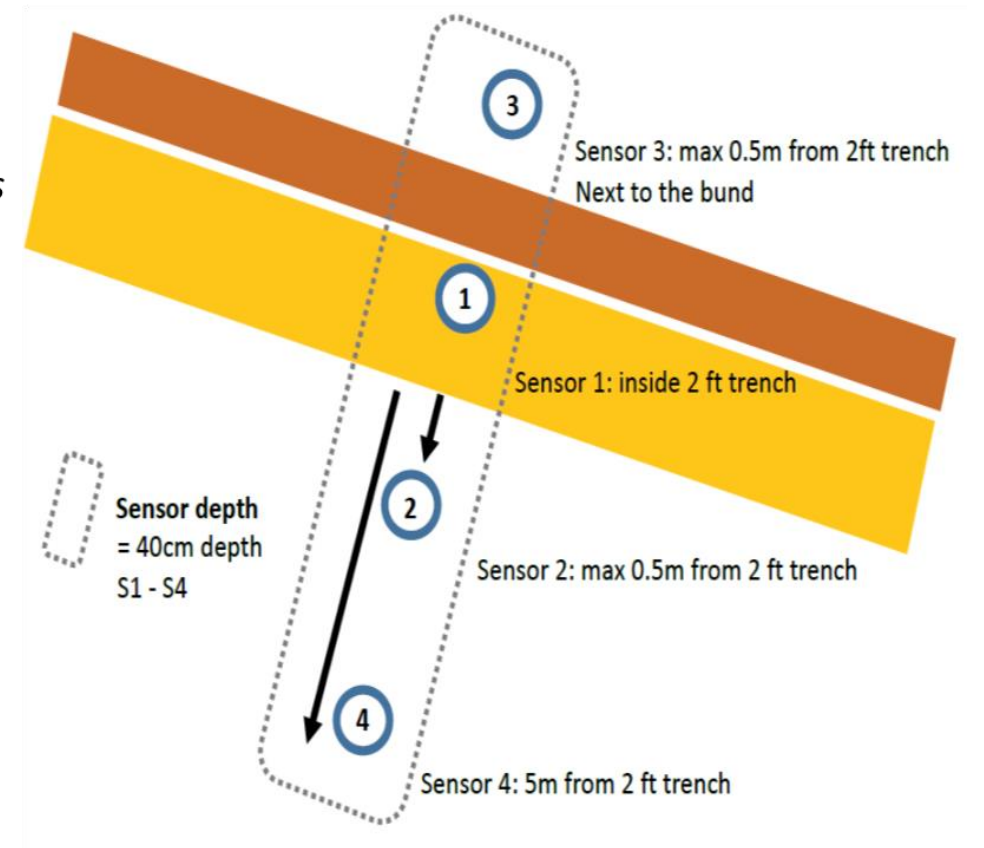 s
3
Sensor 3: max 0.5m from 2ft trench
Next to the bund
1
Sensor 1: inside 2 ft trench
2
Sensor depth
= 40cm depth
S1 - S4
Sensor 2: max 0.5m from 2 ft trench
4
Sensor 4: 5m from 2 ft trench